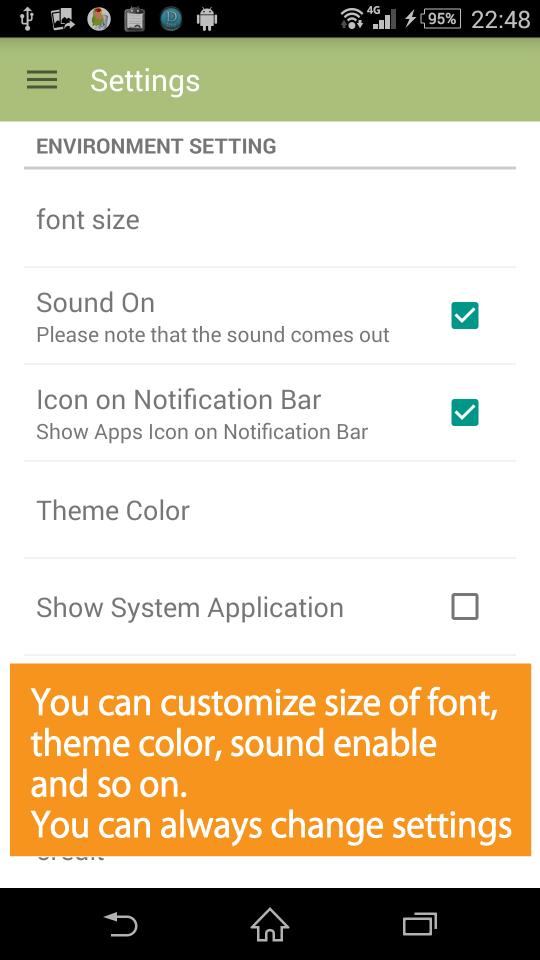 4G 95% 22:48
Settings
ENVIRONMENT SETTING
font size
Sound On
Please note that the sound comes out
Icon on Notification Bar
Show Apps Icon on Notification Bar
Theme Color
Show System Application
You can customize size of font,
theme color, sound enable
and so on.
You can always change settings